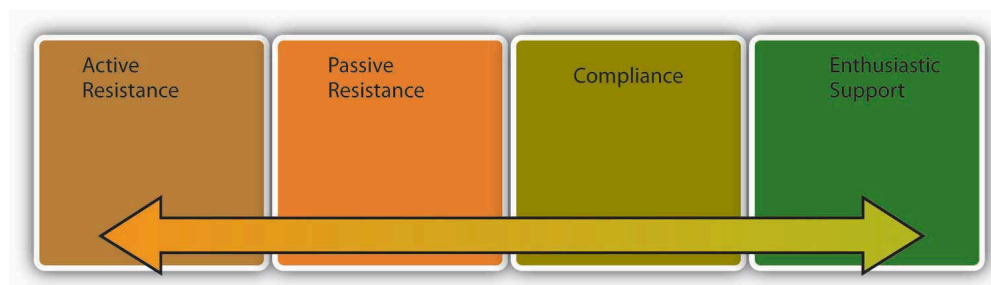 Active
Resistance
Passive
Resistance
Compliance
Enthusiastic
Support